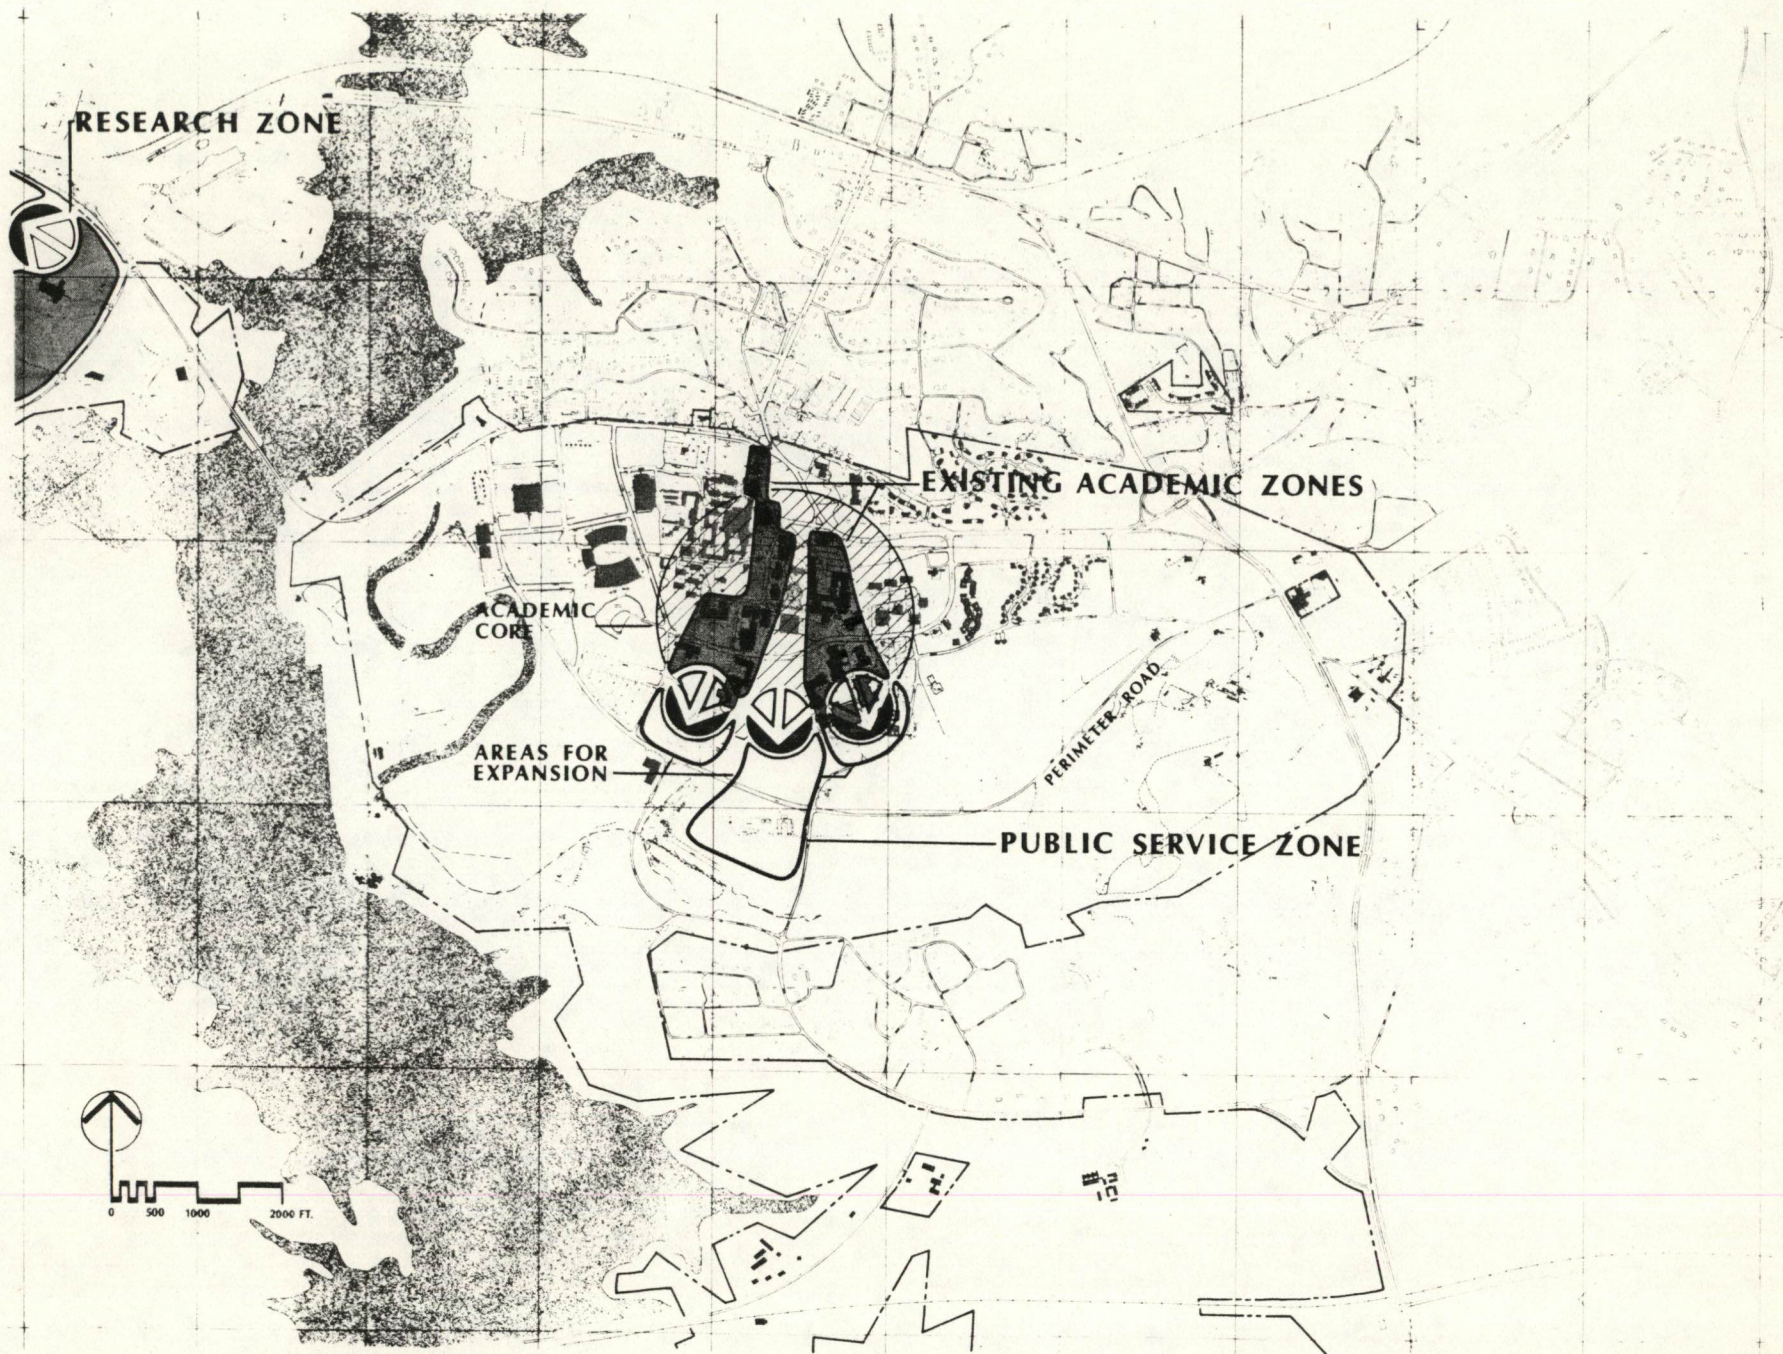 RESEARCH ZONE
EXISTING ACADEMIC ZONES
ACADEMIC
CORE
PERIMETER ROAD
AREAS FOR
EXPANSION
PUBLIC SERVICE ZONE
0 500 1000 2000 FT.